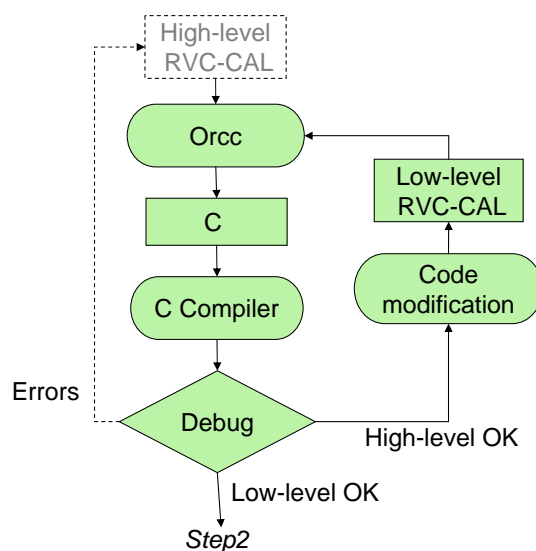 High-level
RVC-CAL
Orcc
Low-level
RVC-CAL
C
Code
modification
C Compiler
Errors
Debug
High-level OK
Low-level OK
Step2